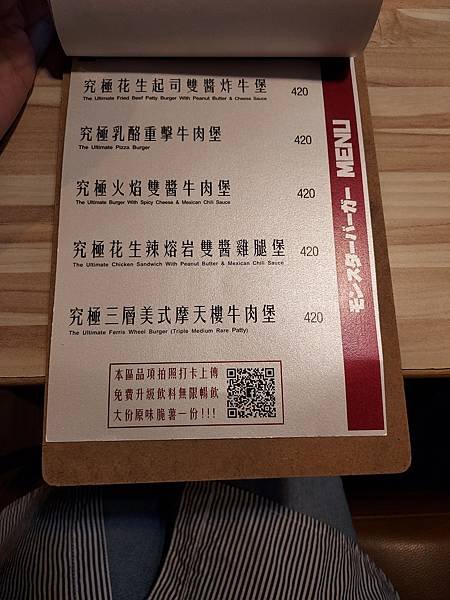 究極花生起司雙醬炸牛堡 420
The Ultimate Fried Beef Patty Burger With Peanut Butter & Cheese Sauce
究極乳酪重擊牛肉堡 420
The Ultimate Pizza Burger
究極火焰雙醬牛肉堡 420
The Ultimate Burger With Spicy Cheese & Mexican Chili Sauce
究極花生辣熔岩雙醬雞腿堡 420
The Ultimate Chicken Sandwich With Peanut Butter & Mexican Chili Sauce
究極三層美式摩天樓牛肉堡 420
The Ultimate Ferris Wheel Burger (Triple Medium Rare Patty)
本區品項拍照打卡上傳
免費升級飲料無限暢飲
大份原味脆薯一份!!!
モンスターバーガー MENU